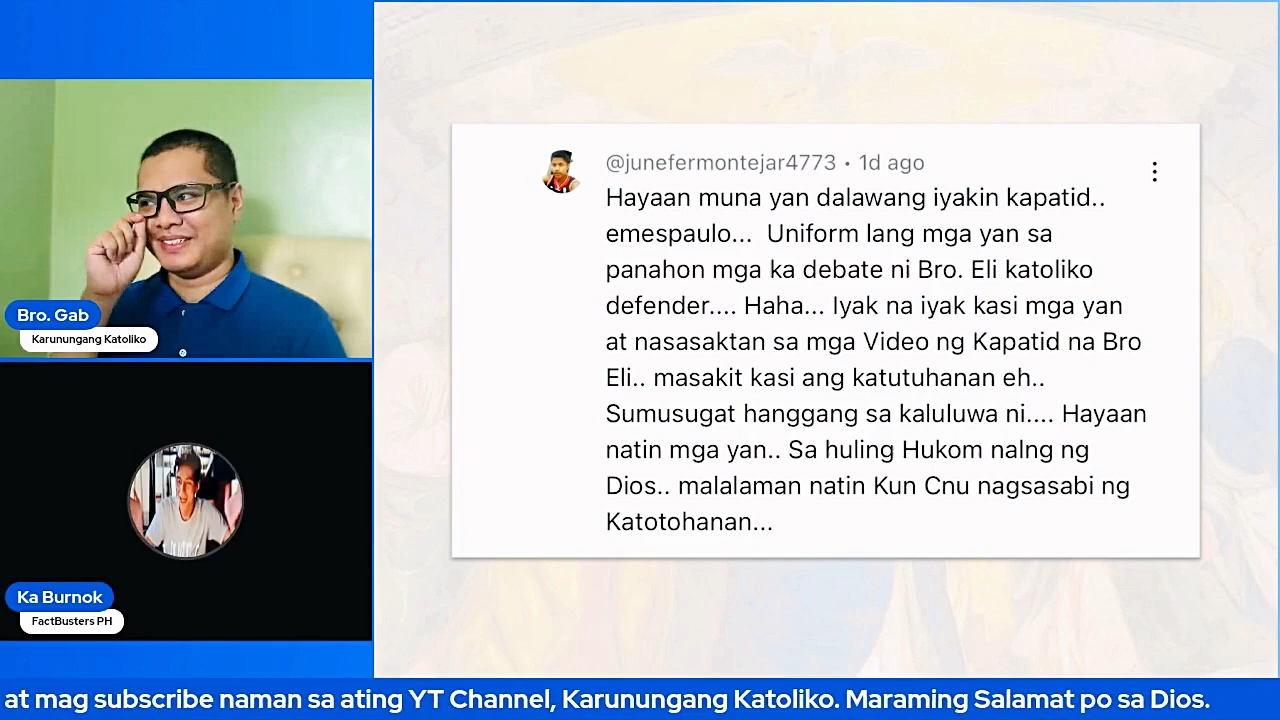 Bro. Gab
Karunungang Katoliko
Ka Burnok
FactBusters PH
@junefermontejar4773 • 1d ago
Hayaan muna yan dalawang iyakin kapatid..
emespaulo... Uniform lang mga yan sa
panahon mga ka debate ni Bro. Eli katoliko
defender.... Haha... Iyak na iyak kasi mga yan
at nasasaktan sa mga Video ng Kapatid na Bro
Eli.. masakit kasi ang katutuhanan eh..
Sumusugat hanggang sa kaluluwa ni.... Hayaan
natin mga yan.. Sa huling Hukom nalng ng
Dios.. malalaman natin Kun Cnu nagsasabi ng
Katotohanan...
at mag subscribe naman sa ating YT Channel, Karunungang Katoliko. Maraming Salamat po sa Dios.